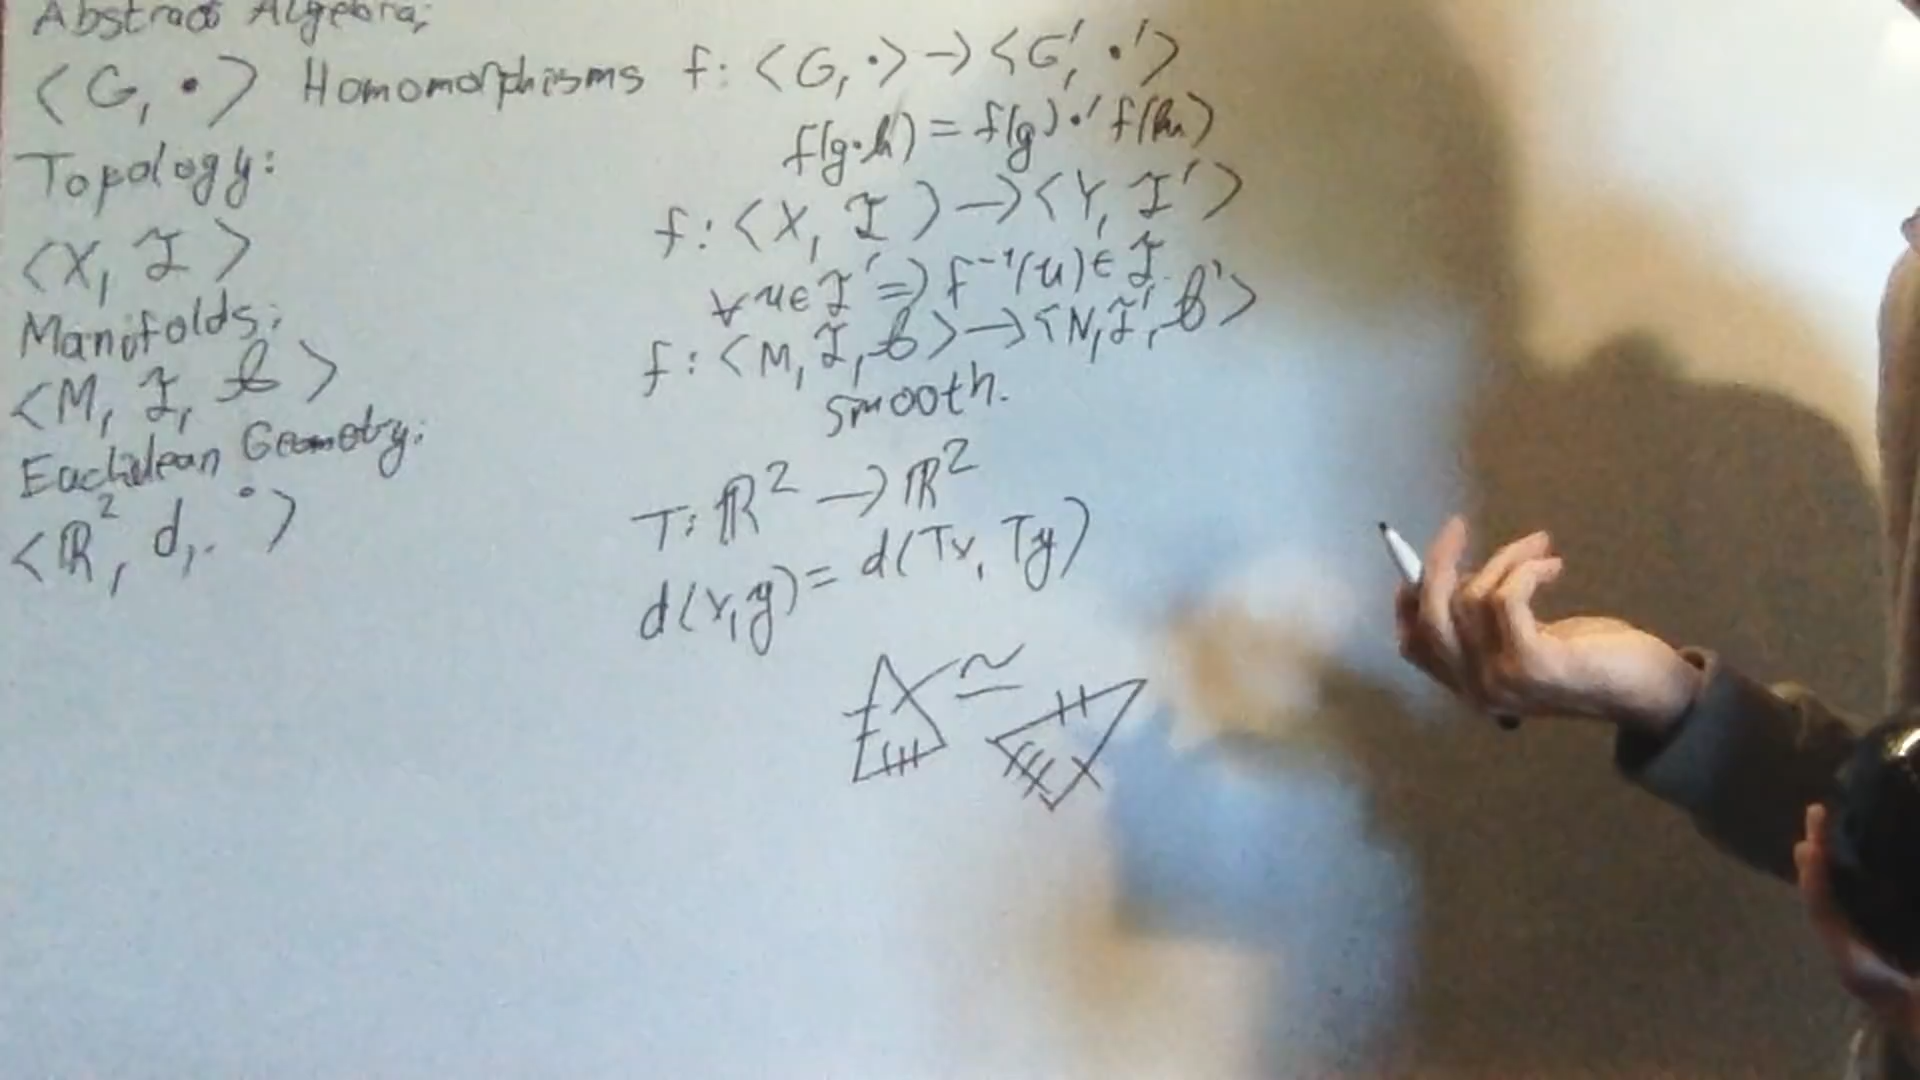 Abstract Algebra;
<G, •> Homomorphisms f: <G, •> → <G', •'>
f(g·h) = f(g) •' f(h)
Topology:
<X, ℐ>
f: <X, ℐ> → <Y, ℐ'>
∀ u ∈ ℐ' ⇒ f⁻¹(u) ∈ ℐ.
Manifolds:
<M, ℐ, 𝒷>
f: <M, ℐ, 𝒷> → <N, ℐ', 𝒷'>
smooth.
Euclidean Geometry:
<ℝ², d, ·>
T: ℝ² → ℝ²
d(x,y) = d(Tx, Ty)
≃